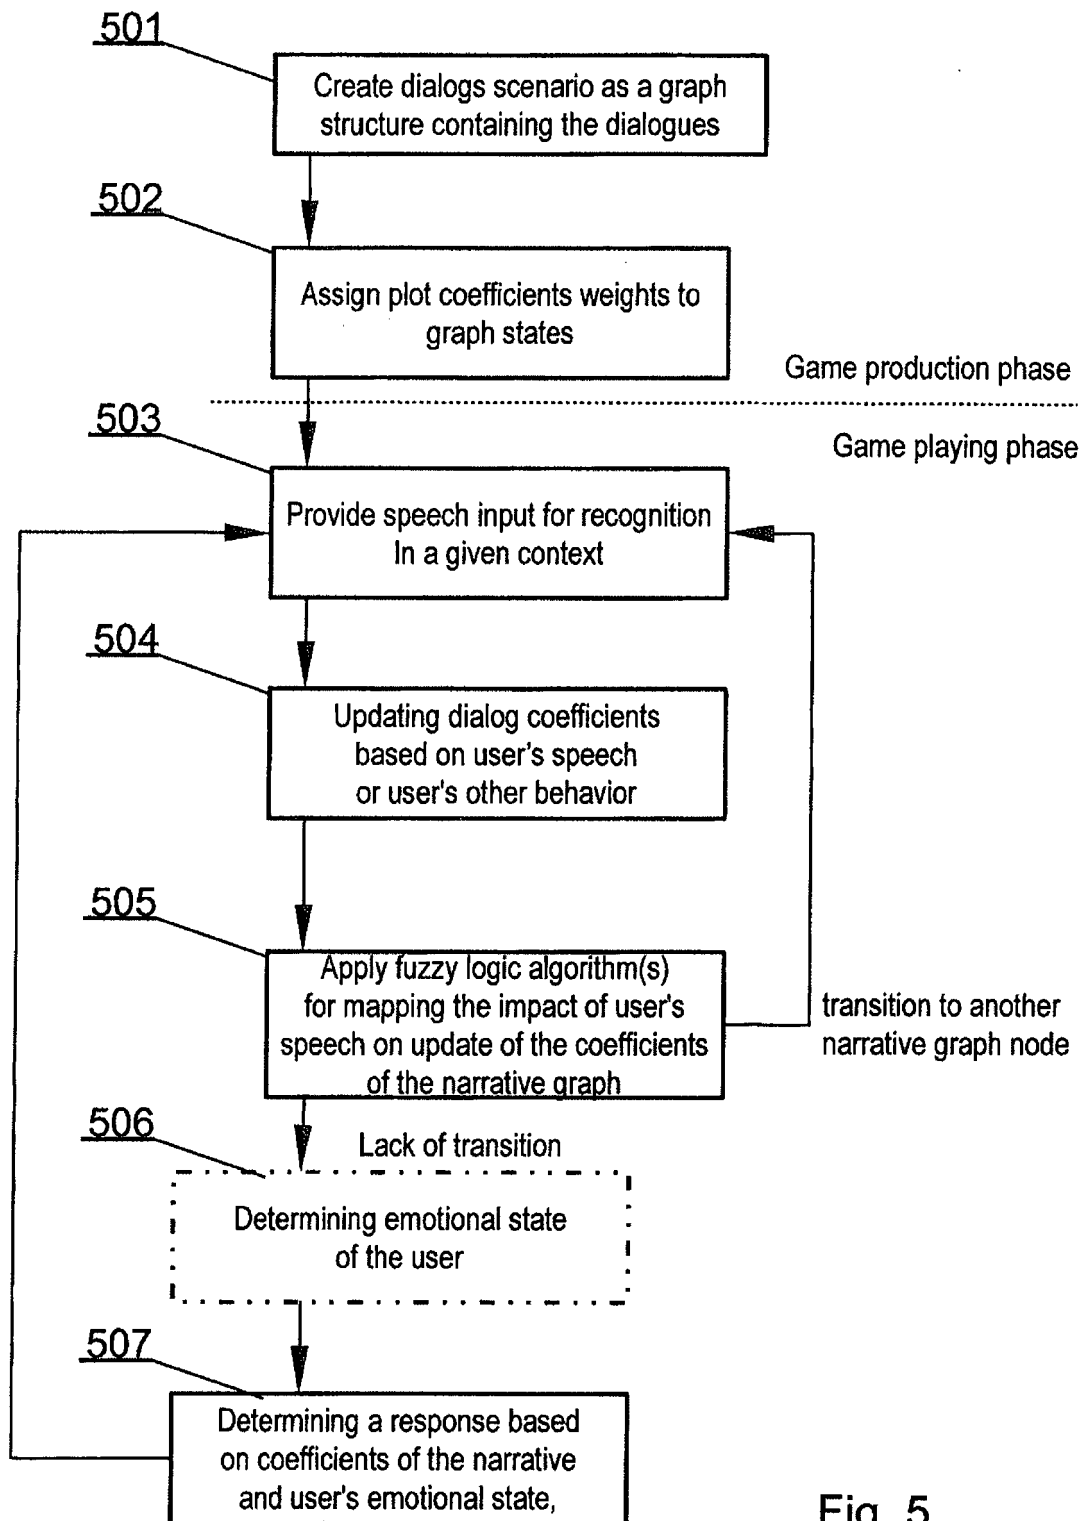 501
Create dialogs scenario as a graph
structure containing the dialogues
502
Assign plot coefficients weights to
graph states
Game production phase
503
Game playing phase
Provide speech input for recognition
In a given context
504
Updating dialog coefficients
based on user's speech
or user's other behavior
505
Apply fuzzy logic algorithm(s)
for mapping the impact of user's
speech on update of the coefficients
of the narrative graph
transition to another
narrative graph node
506
Lack of transition
Determining emotional state
of the user
507
Determining a response based
on coefficients of the narrative
and user's emotional state,
Fig. 5